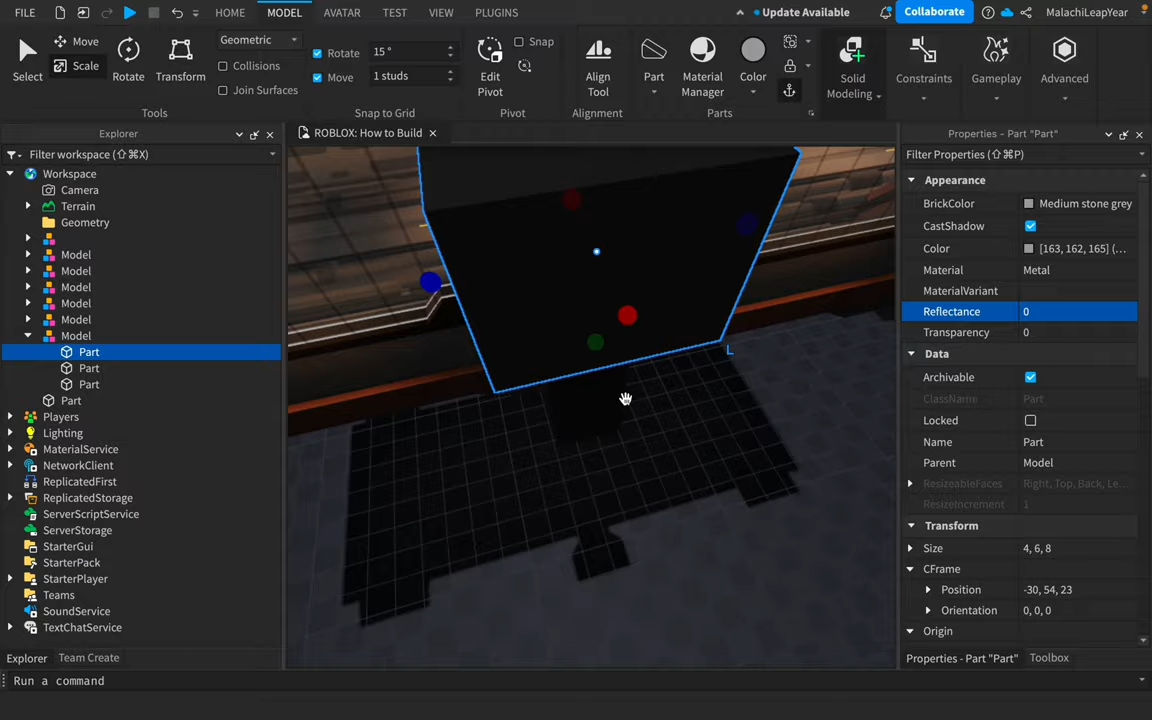 FILE HOME MODEL AVATAR TEST VIEW PLUGINS Update Available Collaborate MalachiLeapYear
Select Move Scale Rotate Transform Geometric Collisions Join Surfaces
Rotate 15 °
Move 1 studs
Edit Pivot Snap
Align Tool
Part Material Manager Color
Solid Modeling Constraints Gameplay Advanced
Tools Snap to Grid Pivot Alignment Parts
Explorer
Filter workspace (⇧⌘X)
Workspace
Camera
Terrain
Geometry
Model
Model
Model
Model
Model
Model
Part
Part
Part
Part
Players
Lighting
MaterialService
NetworkClient
ReplicatedFirst
ReplicatedStorage
ServerScriptService
ServerStorage
StarterGui
StarterPack
StarterPlayer
Teams
SoundService
TextChatService
Explorer Team Create
Run a command
ROBLOX: How to Build
L
Properties - Part "Part"
Filter Properties (⇧⌘P)
Appearance
BrickColor Medium stone grey
CastShadow
Color [163, 162, 165] (...
Material Metal
MaterialVariant
Reflectance 0
Transparency 0
Data
Archivable
ClassName Part
Locked
Name Part
Parent Model
ResizeableFaces Right, Top, Back, Le...
ResizeIncrement 1
Transform
Size 4, 6, 8
CFrame
Position -30, 54, 23
Orientation 0, 0, 0
Origin
Properties - Part "Part" Toolbox